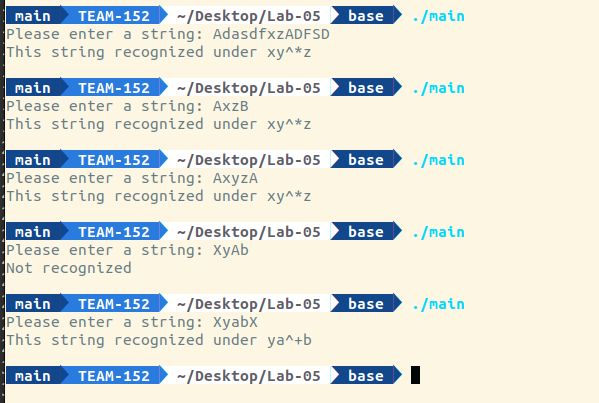 main TEAM-152 ~/Desktop/Lab-05 base ./main
Please enter a string: AdasdfxzADFSD
This string recognized under xy^*z
main TEAM-152 ~/Desktop/Lab-05 base ./main
Please enter a string: AxzB
This string recognized under xy^*z
main TEAM-152 ~/Desktop/Lab-05 base ./main
Please enter a string: AxyzA
This string recognized under xy^*z
main TEAM-152 ~/Desktop/Lab-05 base ./main
Please enter a string: XyAb
Not recognized
main TEAM-152 ~/Desktop/Lab-05 base ./main
Please enter a string: XyabX
This string recognized under ya^+b
main TEAM-152 ~/Desktop/Lab-05 base